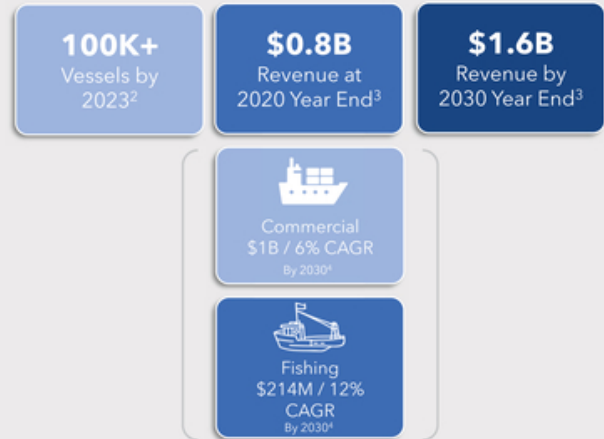 100K+
Vessels by
2023²
$0.8B
Revenue at
2020 Year End³
$1.6B
Revenue by
2030 Year End³
Commercial
$1B / 6% CAGR
By 2030⁴
Fishing
$214M / 12%
CAGR
By 2030⁴